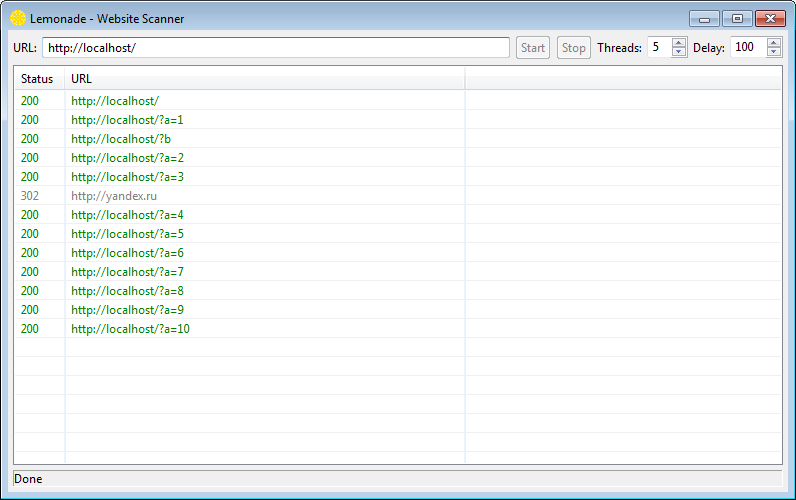 Lemonade - Website Scanner
URL: http://localhost/ Start Stop Threads: 5 Delay: 100
Status URL
200 http://localhost/
200 http://localhost/?a=1
200 http://localhost/?b
200 http://localhost/?a=2
200 http://localhost/?a=3
302 http://yandex.ru
200 http://localhost/?a=4
200 http://localhost/?a=5
200 http://localhost/?a=6
200 http://localhost/?a=7
200 http://localhost/?a=8
200 http://localhost/?a=9
200 http://localhost/?a=10
Done